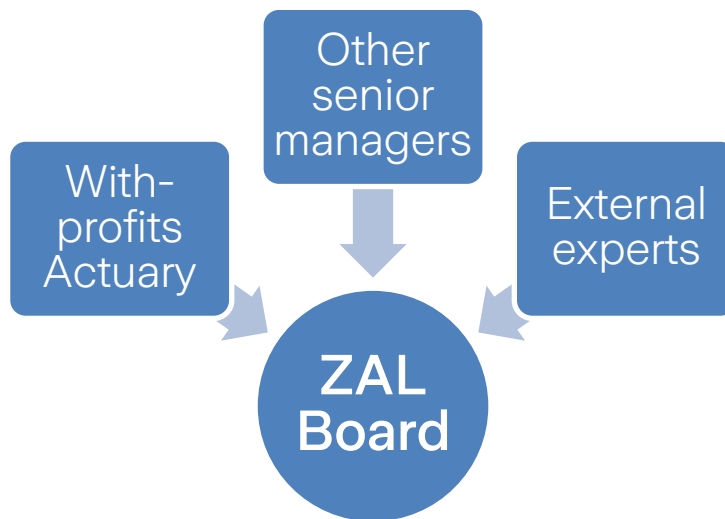 Other
senior
managers
With-
profits
Actuary
External
experts
ZAL
Board